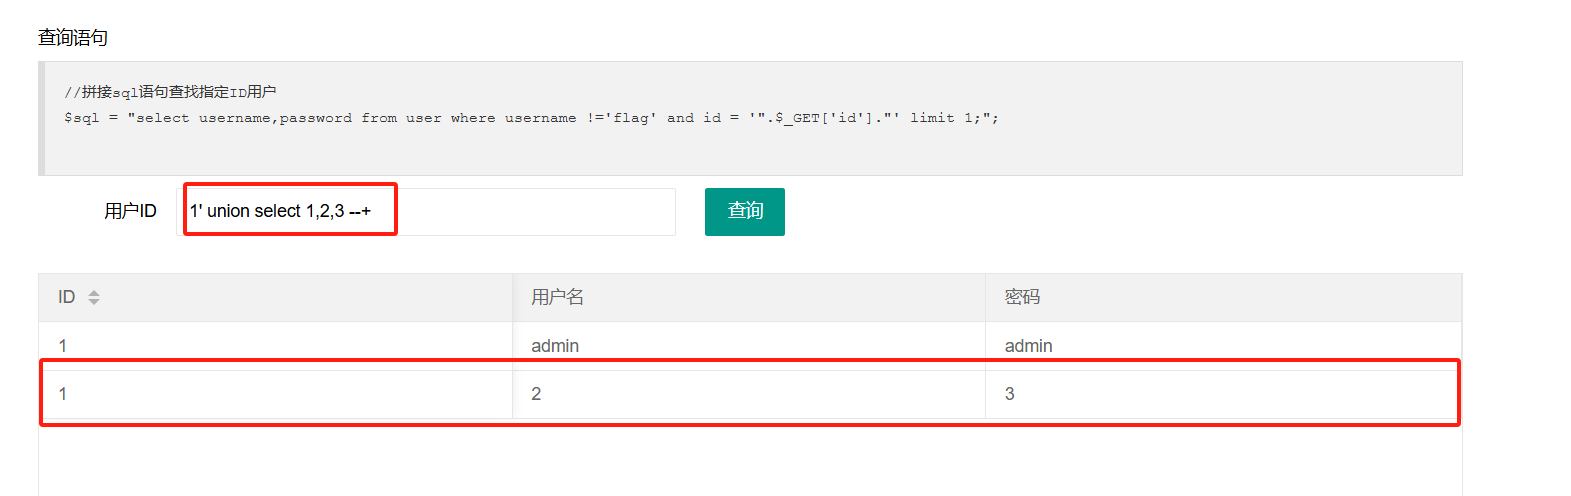 查询语句
//拼接sql语句查找指定ID用户
$sql = "select username,password from user where username !='flag' and id = '".$_GET['id']."' limit 1;";
用户ID 1' union select 1,2,3 --+ 查询
ID 用户名 密码
1 admin admin
1 2 3